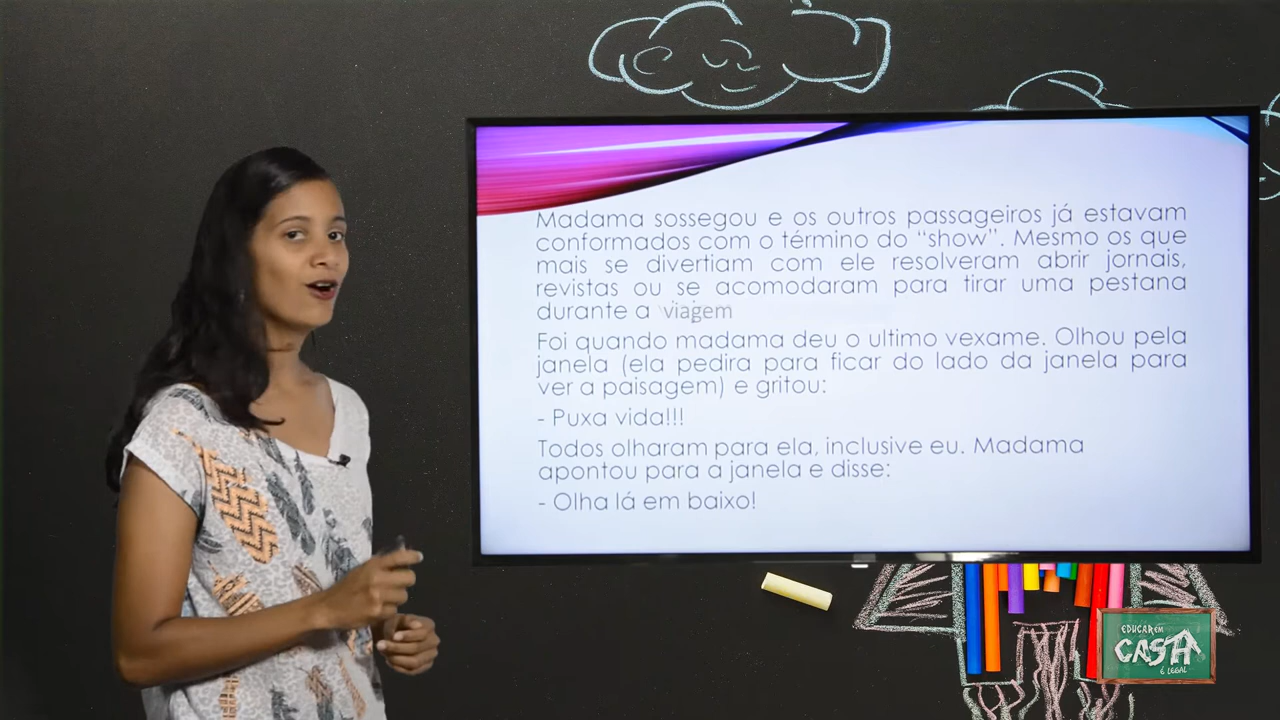 Madama sossegou e os outros passageiros já estavam
conformados com o término do “show”. Mesmo os que
mais se divertiam com ele resolveram abrir jornais,
revistas ou se acomodaram para tirar uma pestana
durante a viagem
Foi quando madama deu o ultimo vexame. Olhou pela
janela (ela pedira para ficar do lado da janela para
ver a paisagem) e gritou:
- Puxa vida!!!
Todos olharam para ela, inclusive eu. Madama
apontou para a janela e disse:
- Olha lá em baixo!
EDUCAR EM
CASA
É LEGAL